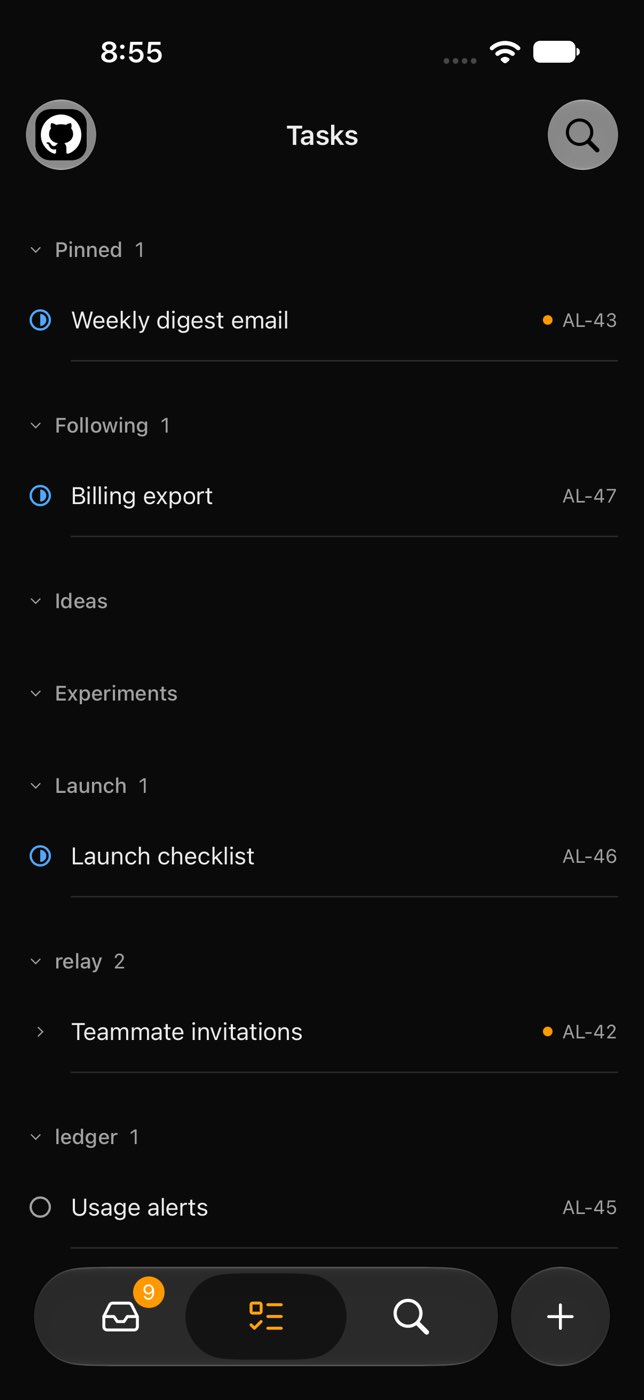 8:55
Tasks
Pinned 1
Weekly digest email AL-43
Following 1
Billing export AL-47
Ideas
Experiments
Launch 1
Launch checklist AL-46
relay 2
Teammate invitations AL-42
ledger 1
Usage alerts AL-45
9